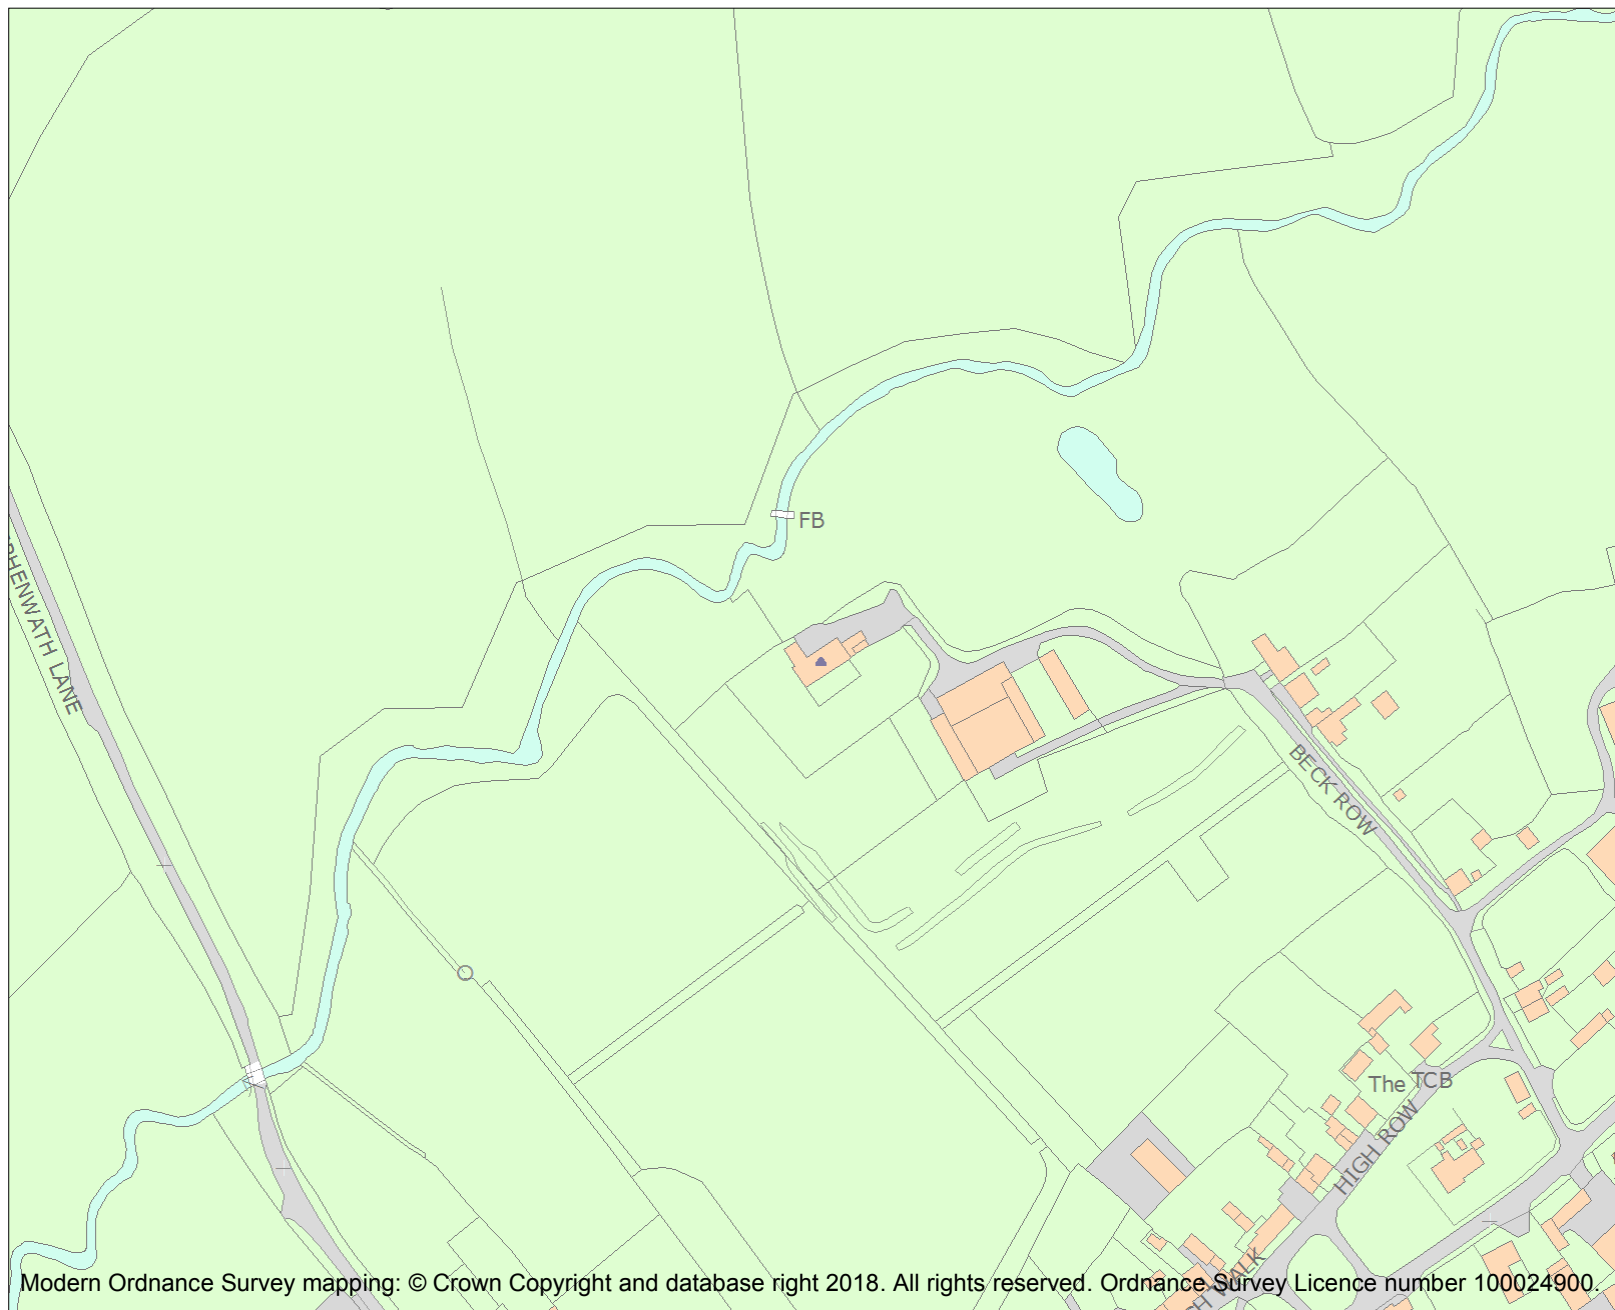 FB
LANE
BECK ROW
The TCB
HIGH ROW
WALK
Modern Ordnance Survey mapping: © Crown Copyright and database right 2018. All rights reserved. Ordnance Survey Licence number 100024900.